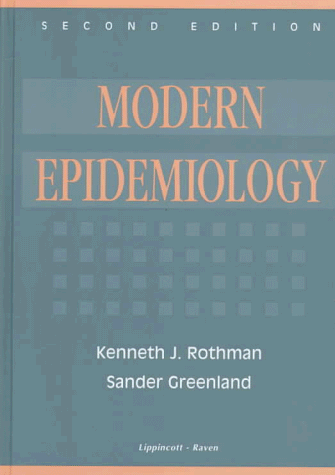 SECOND EDITION
MODERN
EPIDEMIOLOGY
Kenneth J. Rothman
Sander Greenland
Lippincott - Raven